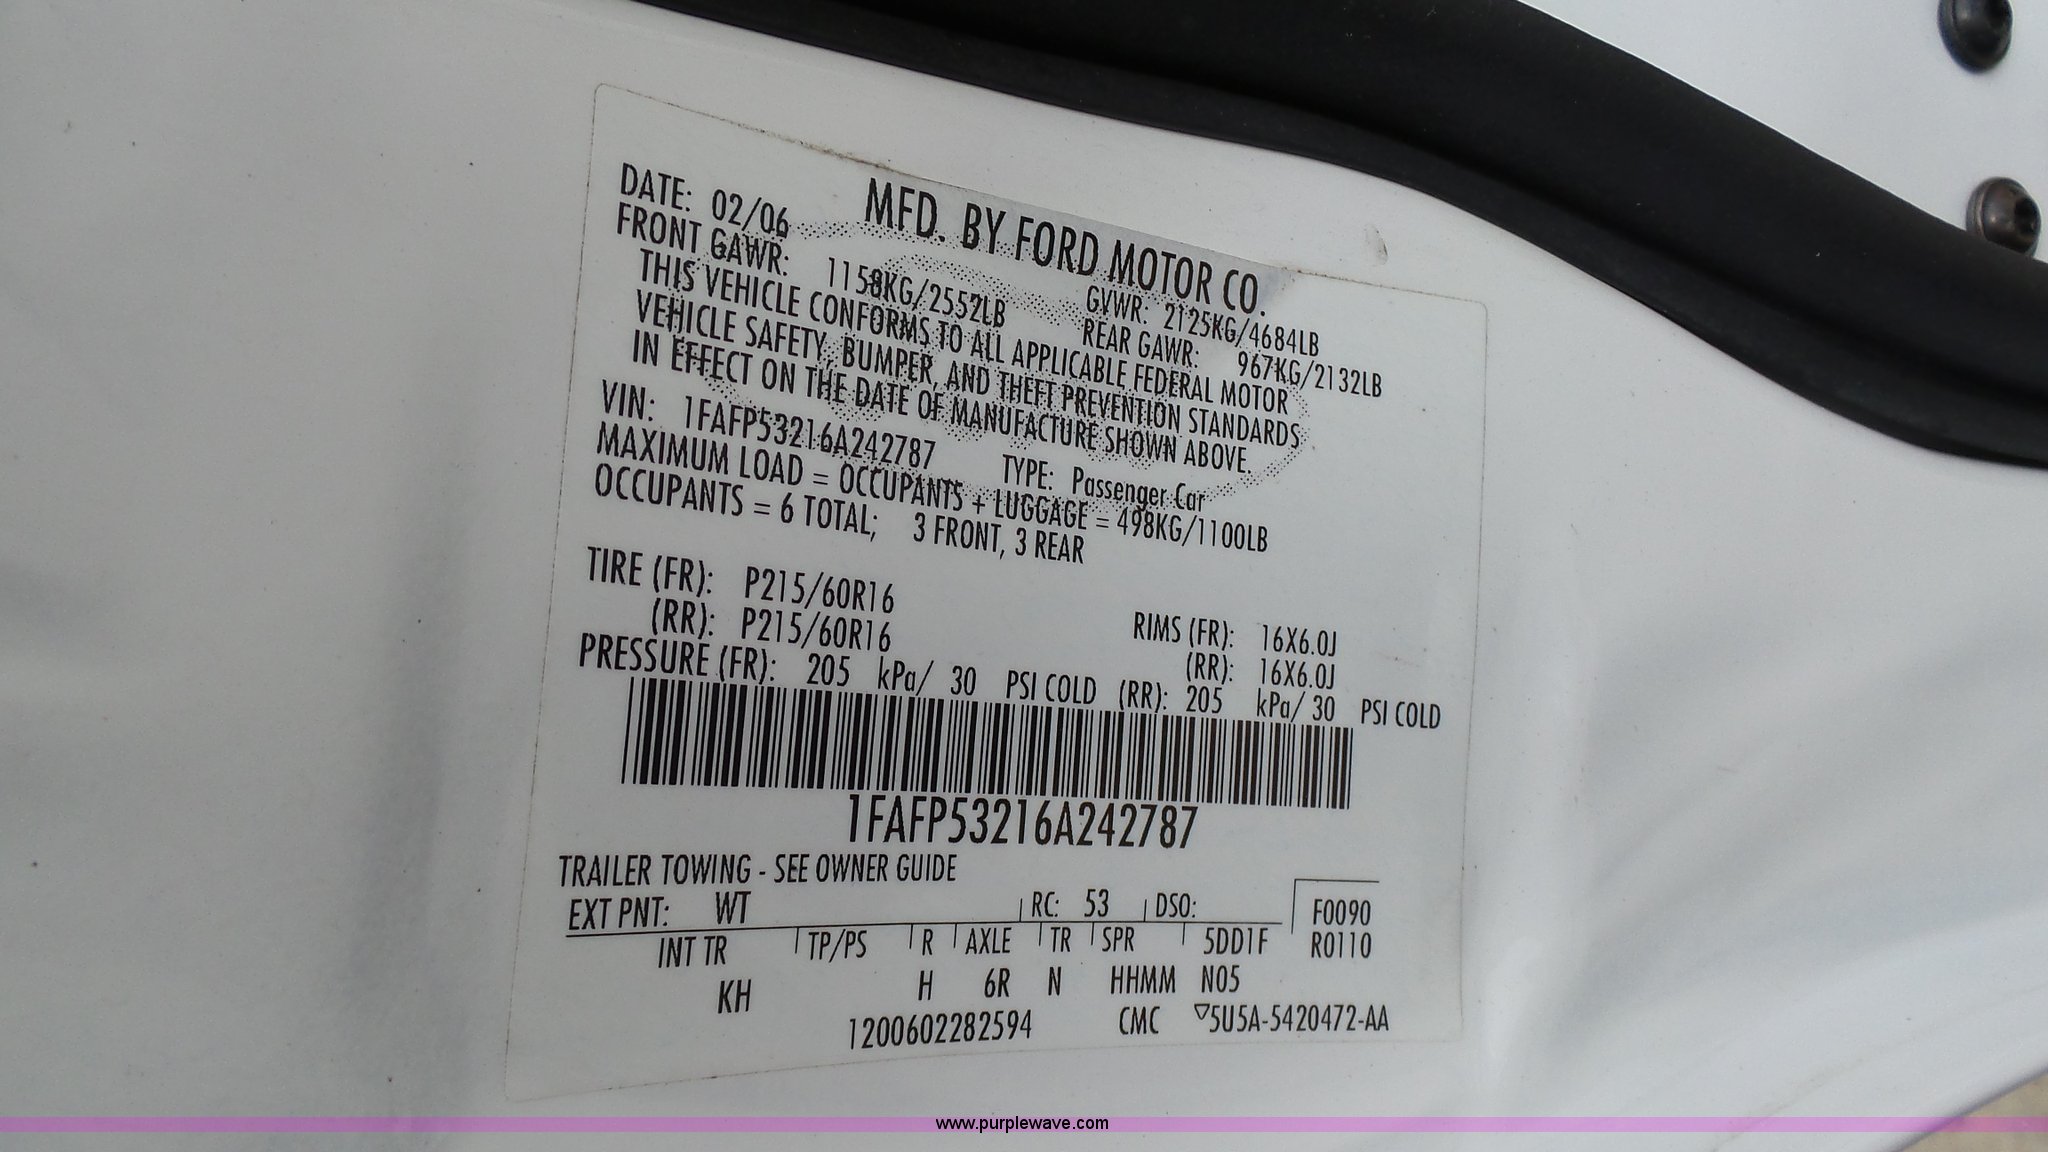 MFD. BY FORD MOTOR CO.
DATE: 02/06 GVWR: 2125KG/4684LB
FRONT GAWR: 1158KG/2552LB REAR GAWR: 967KG/2132LB
THIS VEHICLE CONFORMS TO ALL APPLICABLE FEDERAL MOTOR
VEHICLE SAFETY, BUMPER, AND THEFT PREVENTION STANDARDS
IN EFFECT ON THE DATE OF MANUFACTURE SHOWN ABOVE.
VIN: 1FAFP53216A242787 TYPE: Passenger Car
MAXIMUM LOAD = OCCUPANTS + LUGGAGE = 498KG/1100LB
OCCUPANTS = 6 TOTAL; 3 FRONT, 3 REAR
TIRE (FR): P215/60R16 RIMS (FR): 16X6.0J
(RR): P215/60R16 (RR): 16X6.0J
PRESSURE (FR): 205 kPa/ 30 PSI COLD (RR): 205 kPa/ 30 PSI COLD
1FAFP53216A242787
TRAILER TOWING - SEE OWNER GUIDE
EXT PNT: WT RC: 53 DSO: F0090
INT TR TP/PS R AXLE TR SPR 5DD1F R0110
KH H 6R N HHMM N05
1200602282594 CMC ▽5U5A-5420472-AA
www.purplewave.com